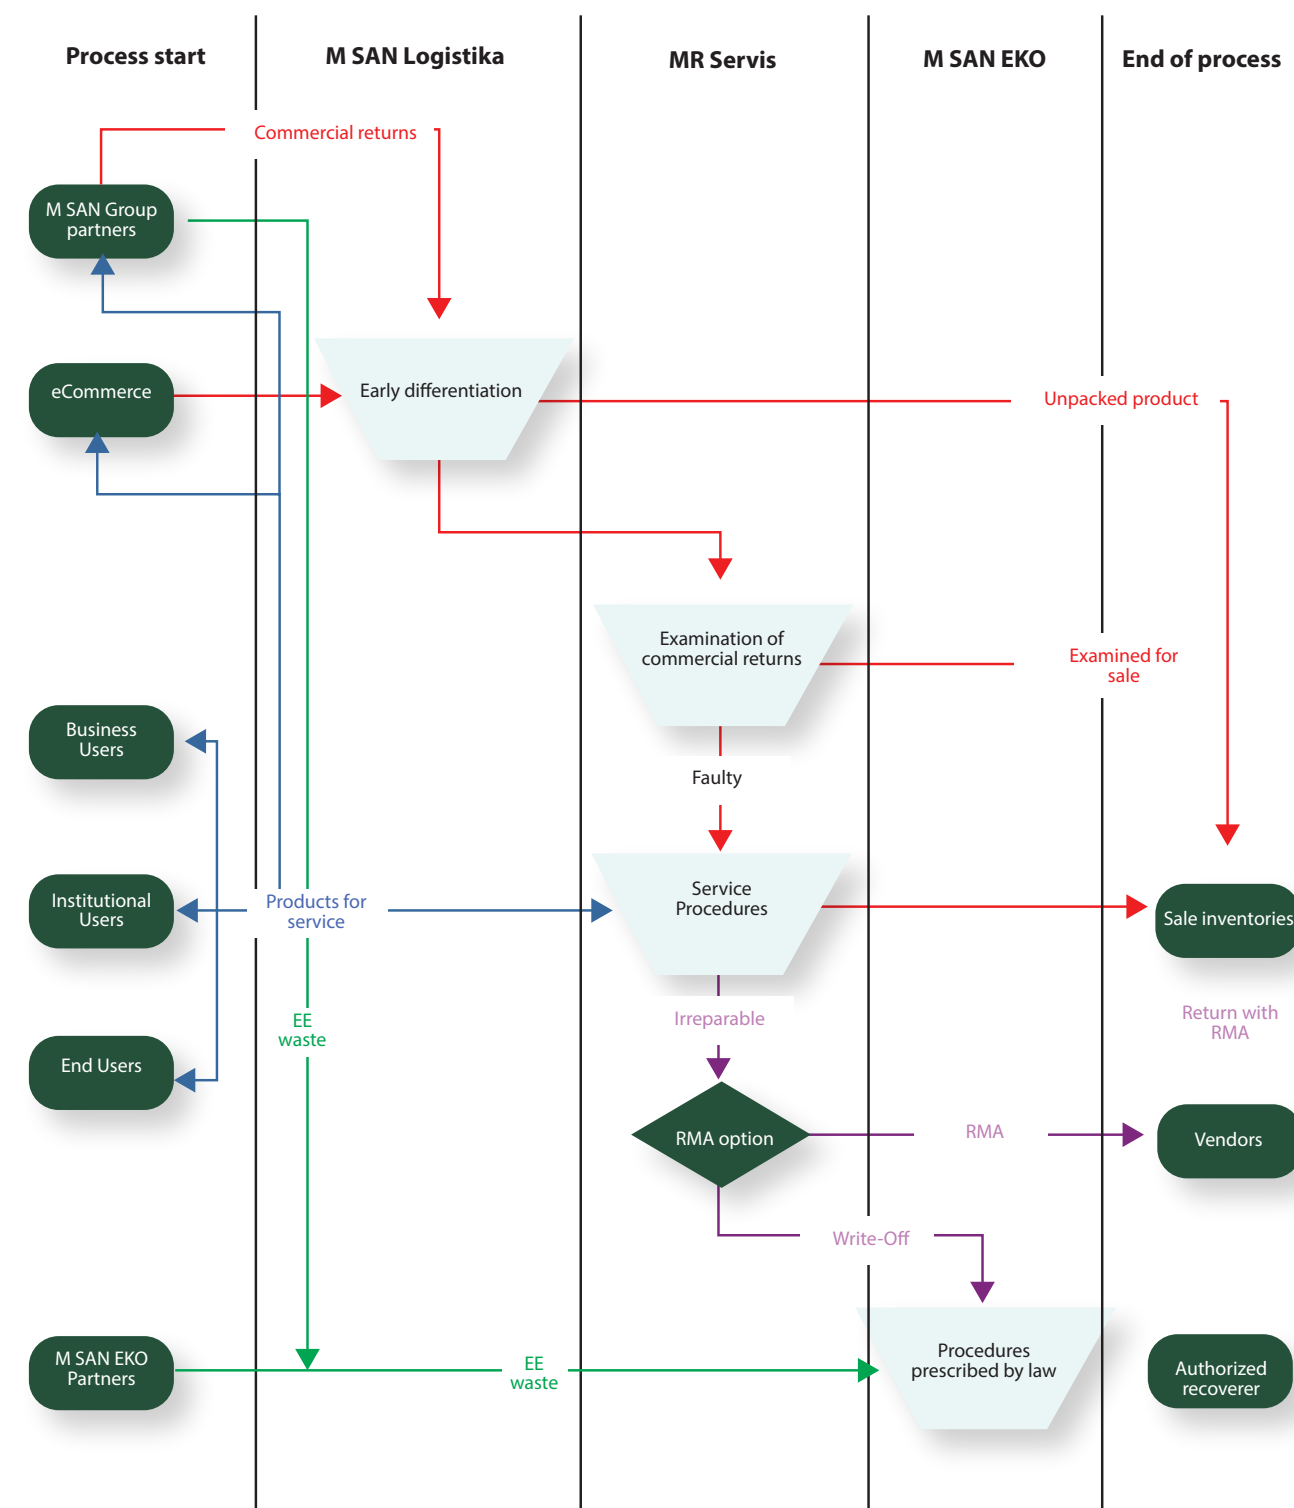 Process start
M SAN Logistika
MR Servis
M SAN EKO
End of process
Commercial returns
M SAN Group
partners
eCommerce
Early differentiation
Unpacked product
Examination of
commercial returns
Examined for
sale
Business
Users
Faulty
Institutional
Users
Products for
service
Service
Procedures
Sale inventories
EE
waste
Irreparable
Return with
RMA
End Users
RMA option
RMA
Vendors
Write-Off
M SAN EKO
Partners
EE
waste
Procedures
prescribed by law
Authorized
recoverer